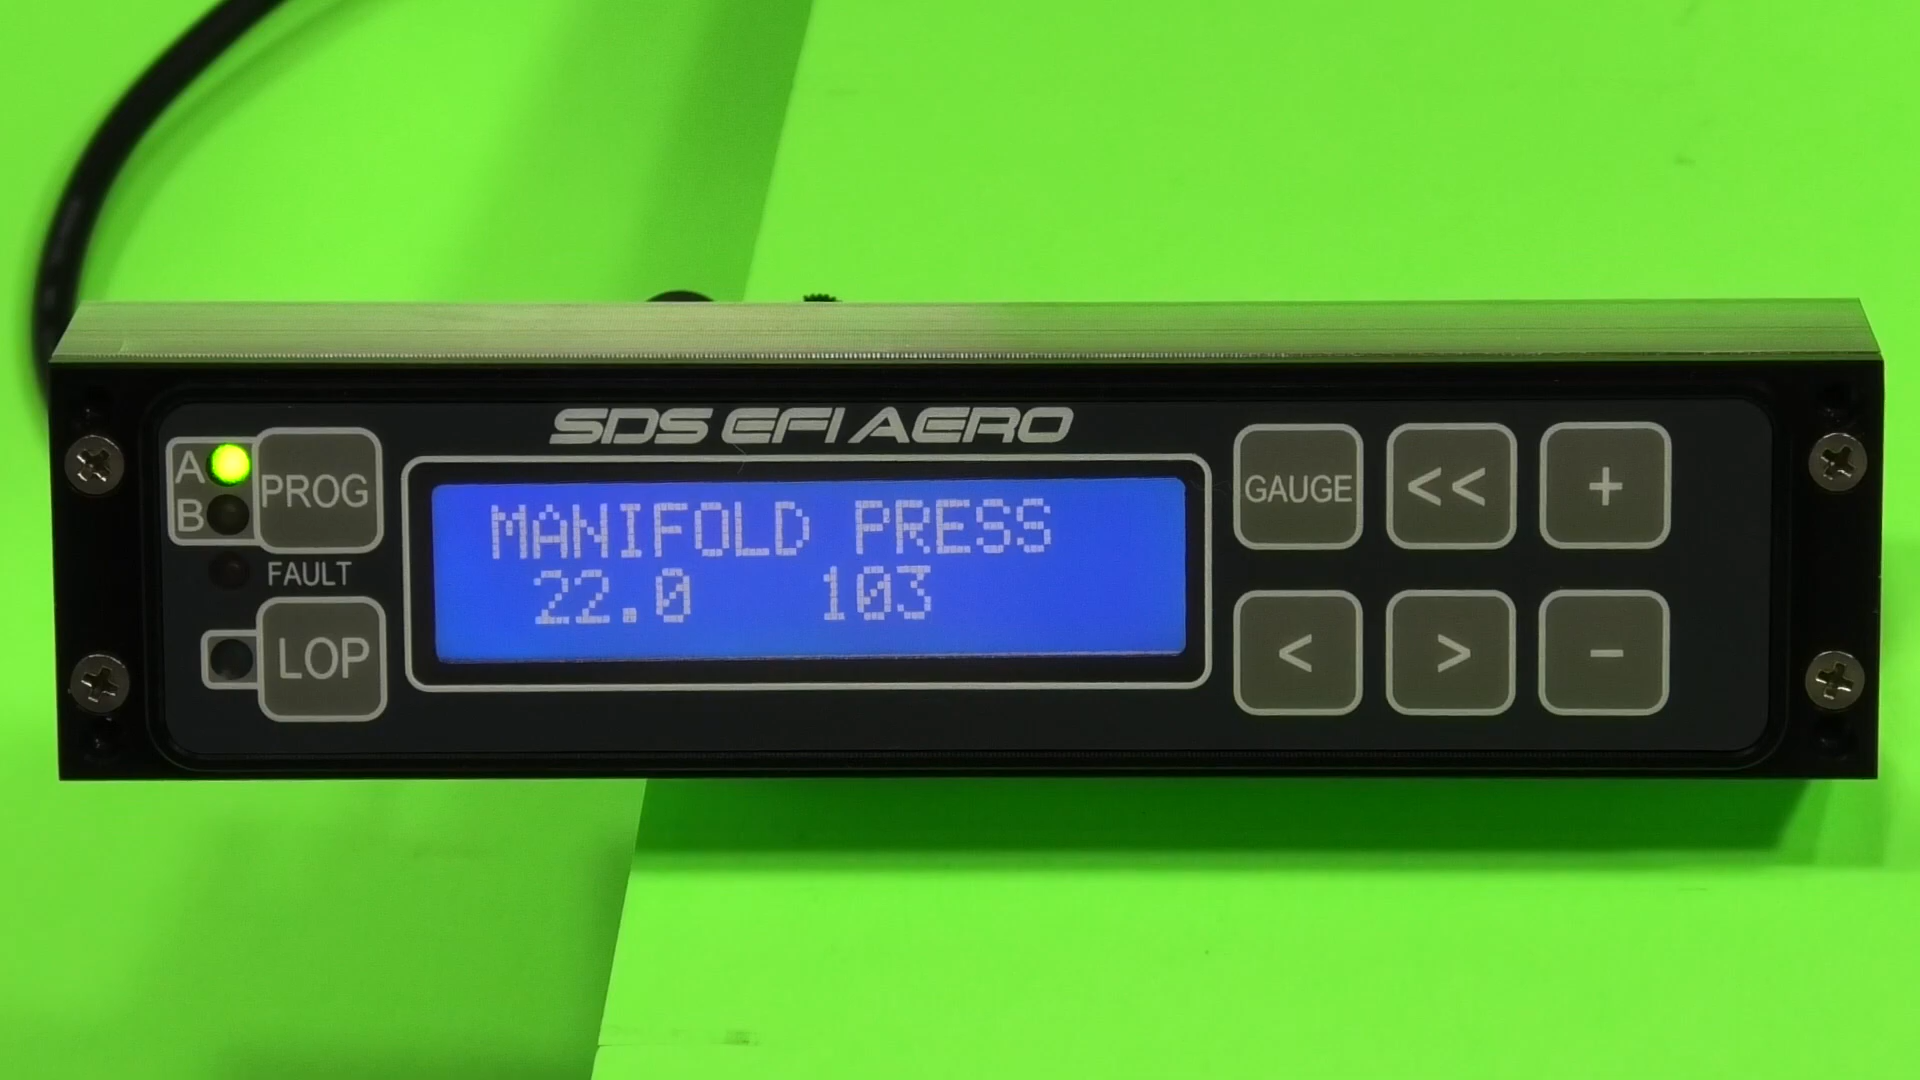 SDS EFI AERO
A
B
PROG
FAULT
LOP
MANIFOLD PRESS
22.0 103
GAUGE << +
< > -